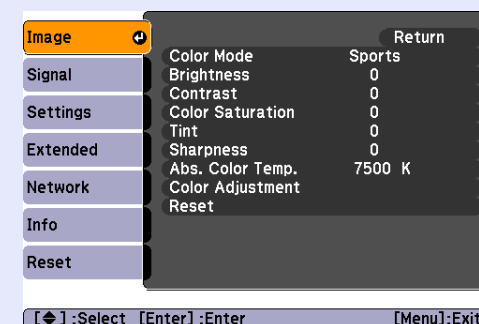 Image
Signal
Settings
Extended
Network
Info
Reset
Return
Color Mode Sports
Brightness 0
Contrast 0
Color Saturation 0
Tint 0
Sharpness 0
Abs. Color Temp. 7500 K
Color Adjustment
Reset
[◆] :Select [Enter] :Enter [Menu]:Exit